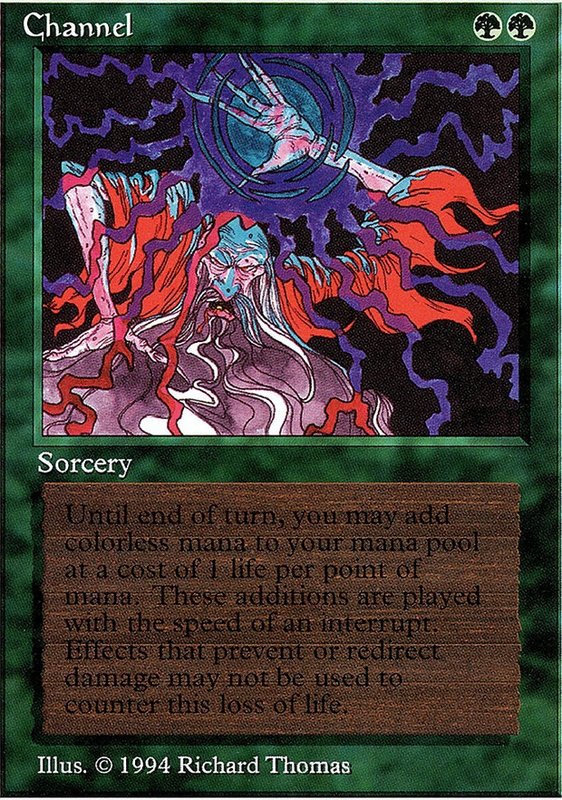 Channel
Sorcery
Until end of turn, you may add
colorless mana to your mana pool
at a cost of 1 life per point of
mana. These additions are played
with the speed of an interrupt.
Effects that prevent or redirect
damage may not be used to
counter this loss of life.
Illus. © 1994 Richard Thomas